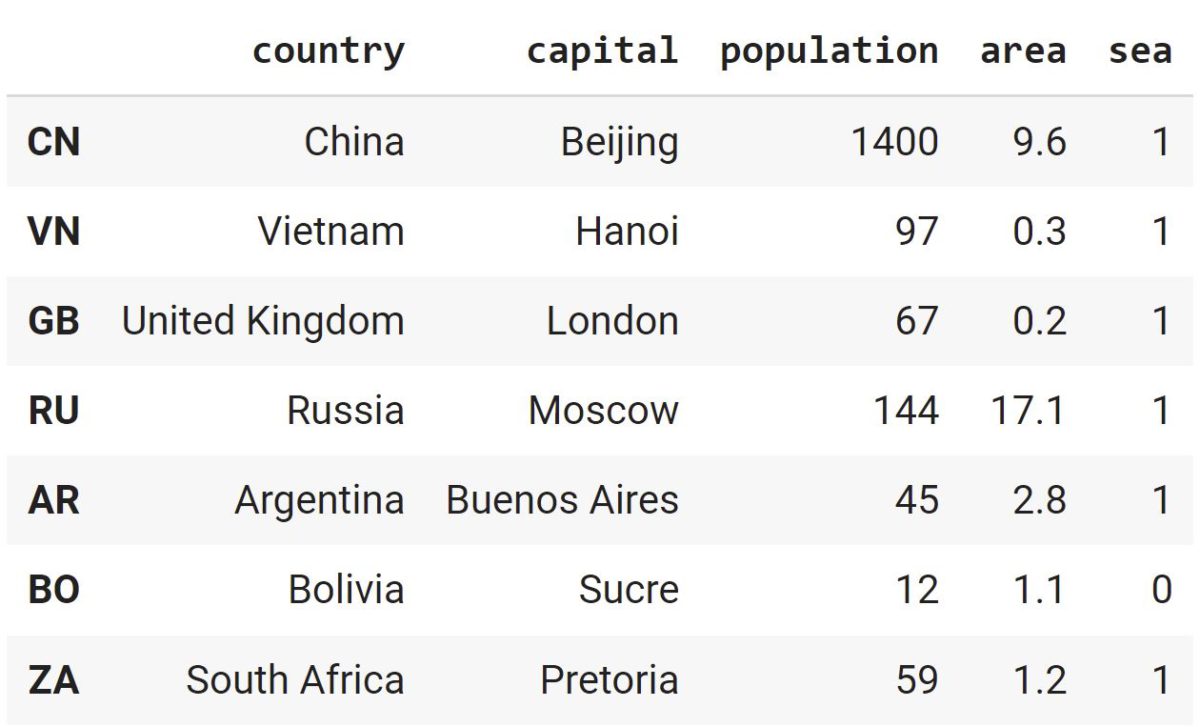 country capital population area sea
CN China Beijing 1400 9.6 1
VN Vietnam Hanoi 97 0.3 1
GB United Kingdom London 67 0.2 1
RU Russia Moscow 144 17.1 1
AR Argentina Buenos Aires 45 2.8 1
BO Bolivia Sucre 12 1.1 0
ZA South Africa Pretoria 59 1.2 1